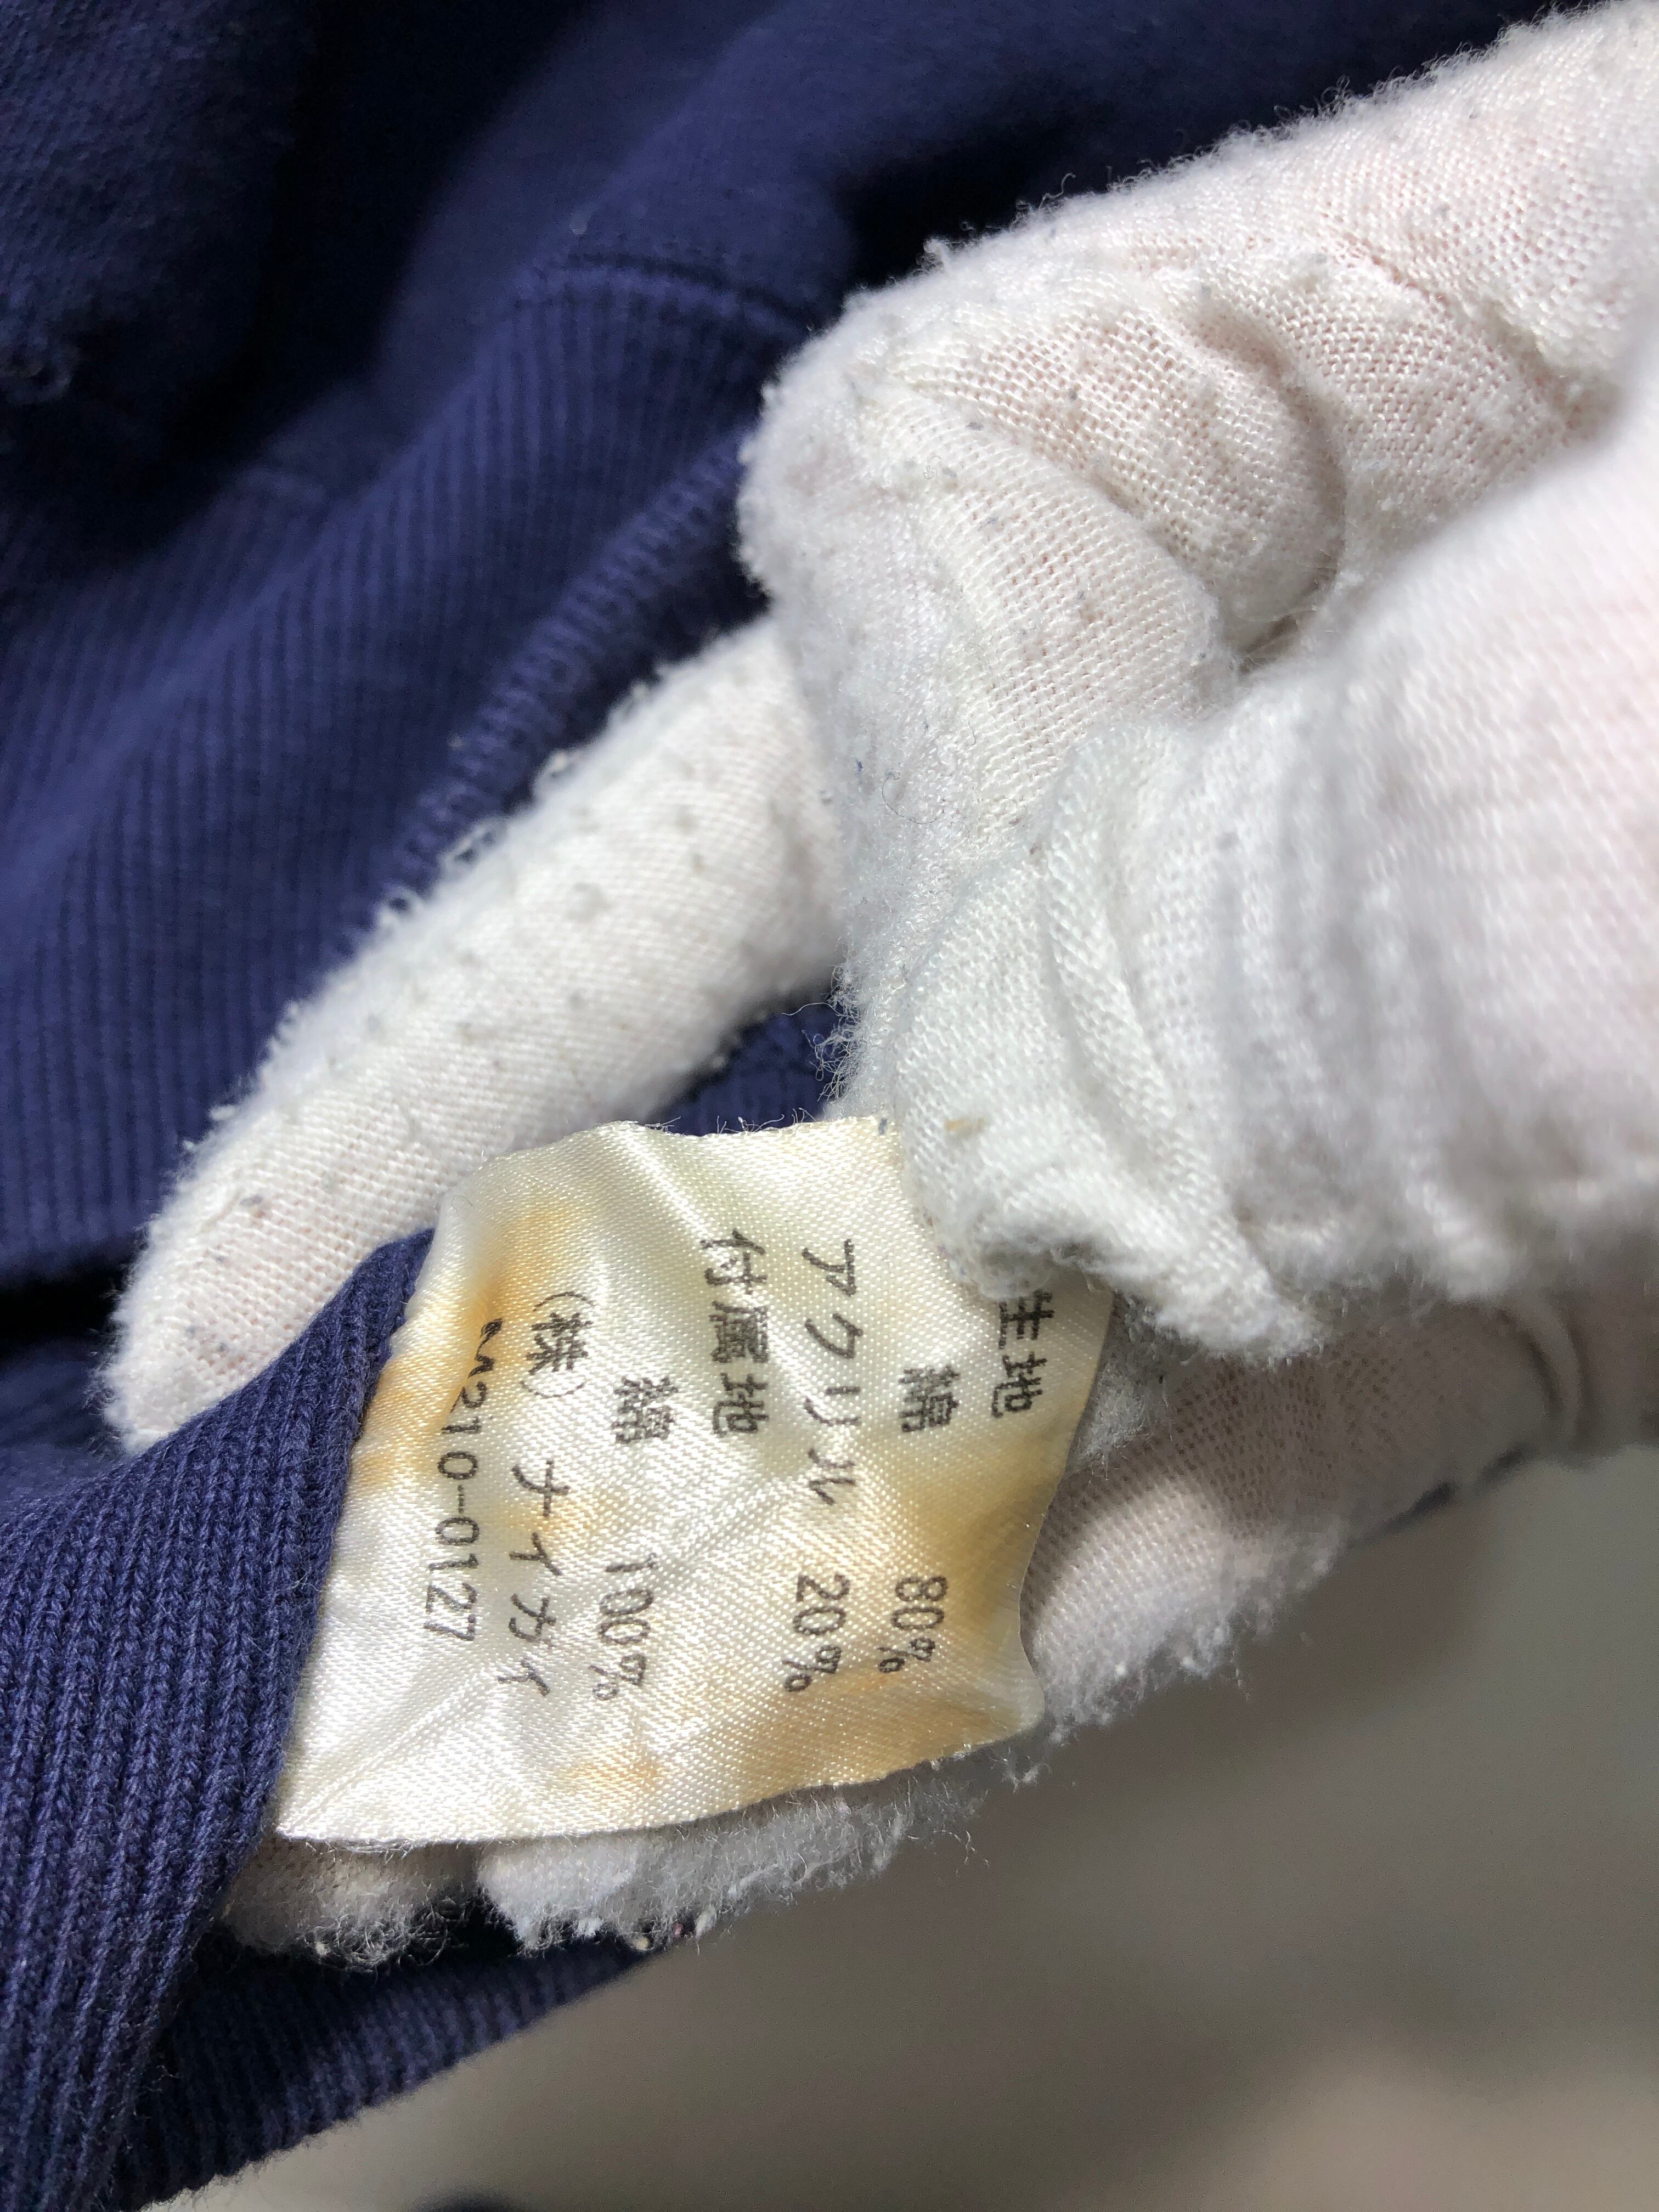 生地
綿 80%
アクリル 20%
付属地
綿 100%
(株) ナイガイ
M210-0127